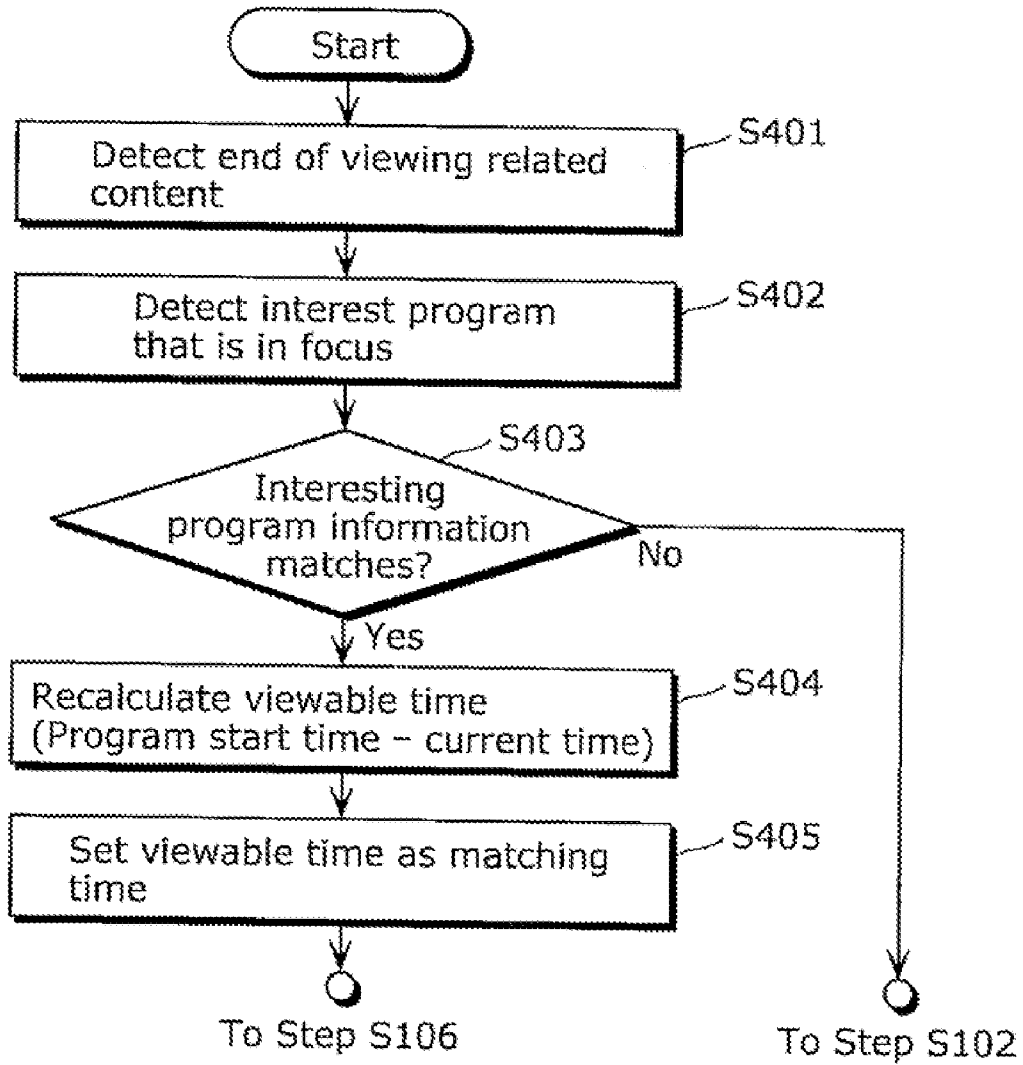 Start
S401
Detect end of viewing related
content
S402
Detect interest program
that is in focus
S403
Interesting
program information
matches?
No
Yes
S404
Recalculate viewable time
(Program start time – current time)
S405
Set viewable time as matching
time
To Step S106
To Step S102